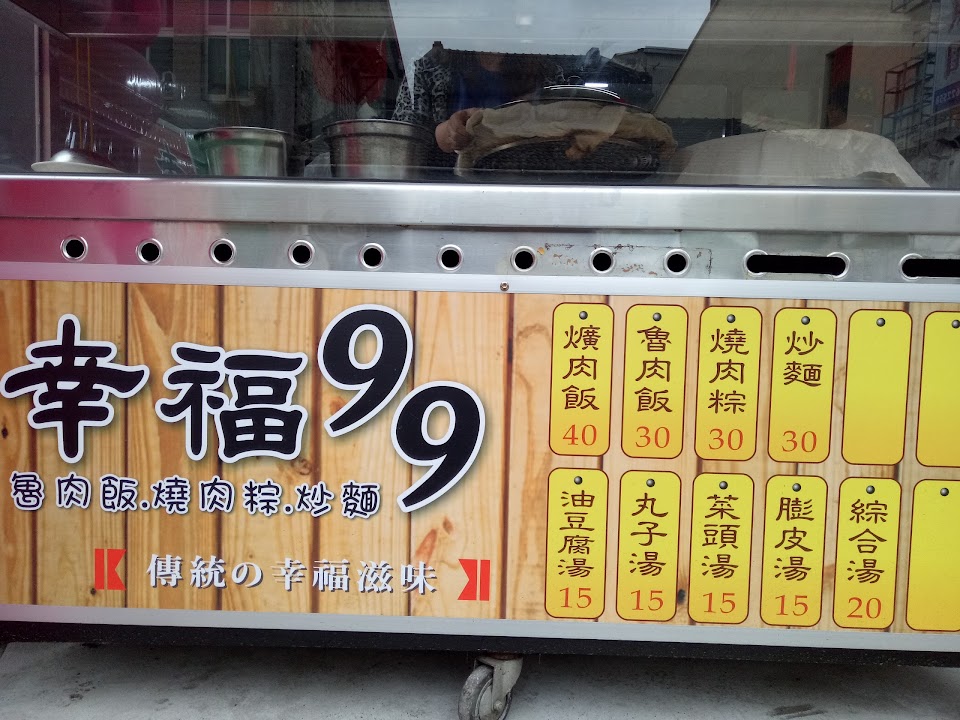 幸福99
魯肉飯.燒肉粽.炒麵
傳統の幸福滋味
爌肉飯 40
魯肉飯 30
燒肉粽 30
炒麵 30
油豆腐湯 15
丸子湯 15
菜頭湯 15
膨皮湯 15
綜合湯 20